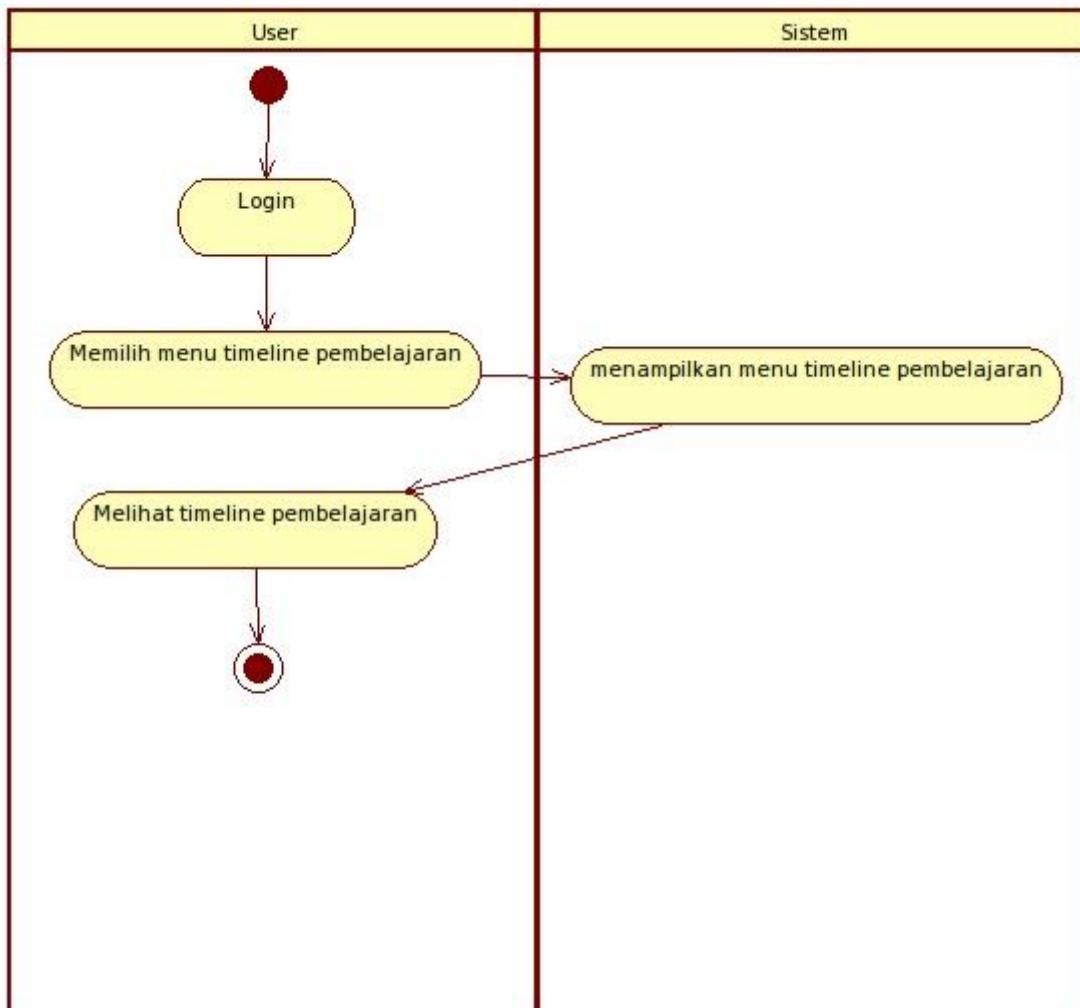 User
Sistem
Login
Memilih menu timeline pembelajaran
menampilkan menu timeline pembelajaran
Melihat timeline pembelajaran